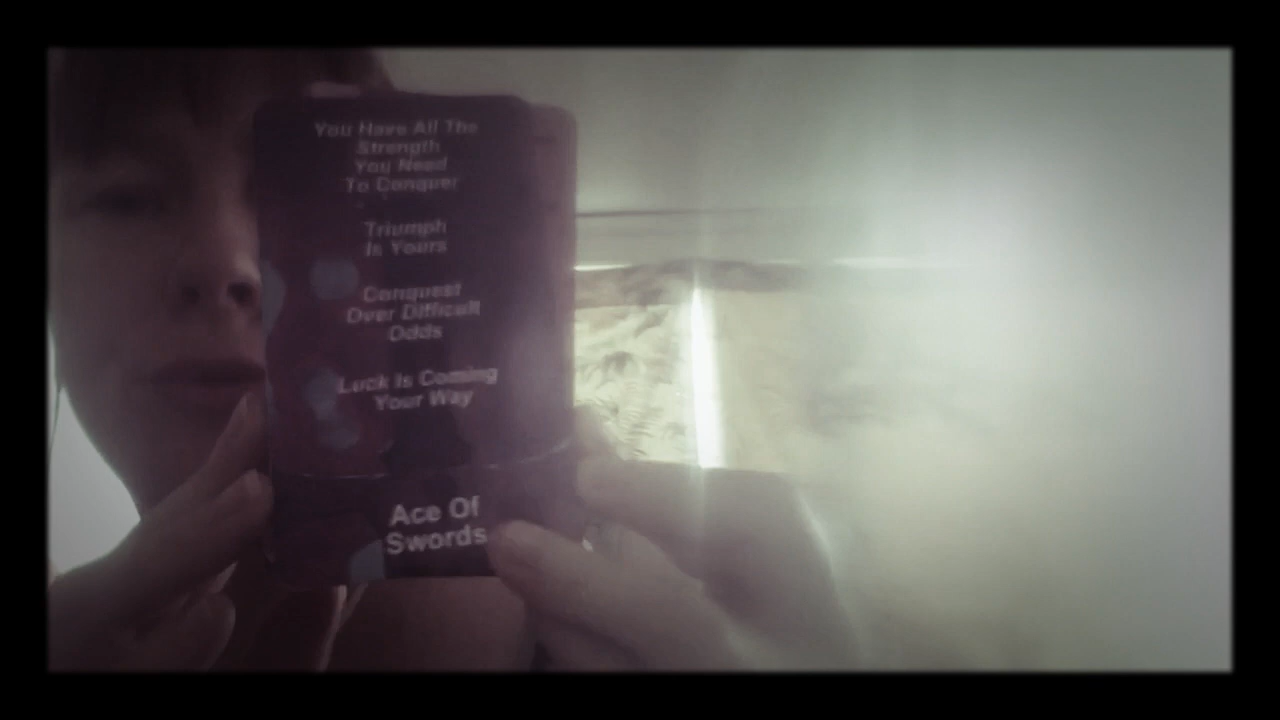 You Have All The
Strength
You Need
To Conquer
Triumph
Is Yours
Conquest
Over Difficult
Odds
Luck Is Coming
Your Way
Ace Of
Swords